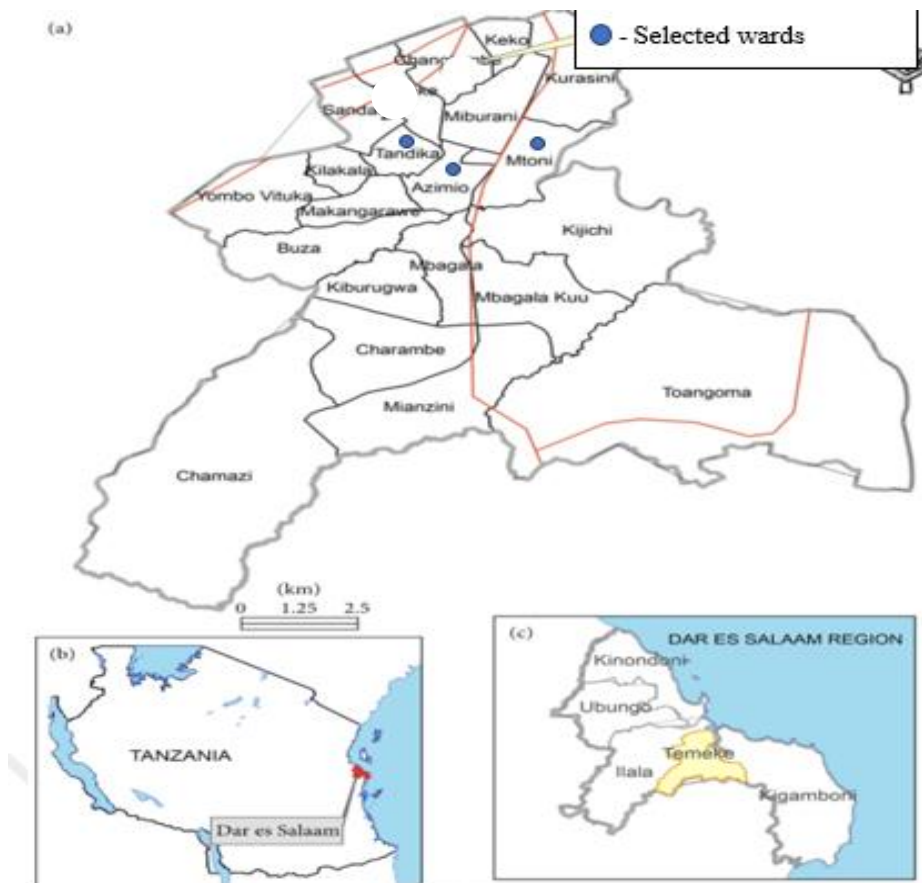 (a)
- Selected wards
Keko
Kurasini
Miburani
Tandika
Mtoni
Kilakala
Azimio
Yombo Vituka
Makangarawe
Buza
Kijichi
Mbagala
Kiburugwa
Mbagala Kuu
Charambe
Toangoma
Mianzini
Chamazi
(km)
0 1.25 2.5
(b)
TANZANIA
Dar es Salaam
(c)
DAR ES SALAAM REGION
Kinondoni
Ubungo
Temeke
Ilala
Kigamboni